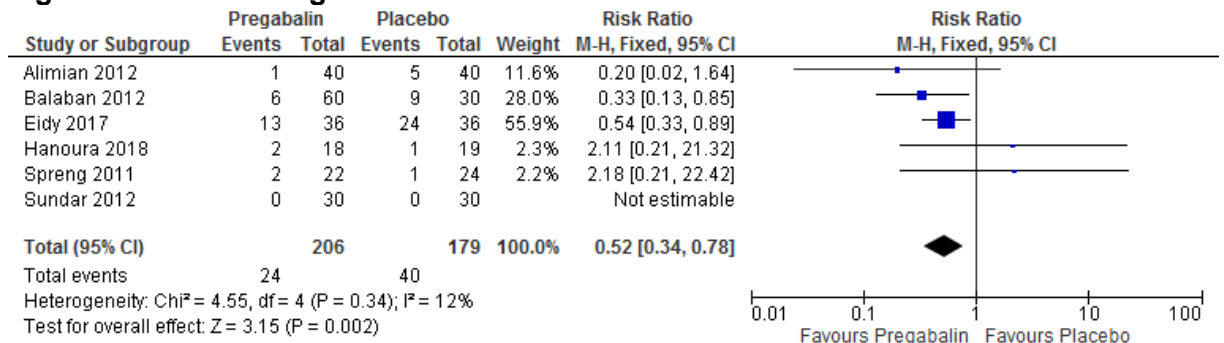 Pregabalin Placebo Risk Ratio Risk Ratio
Study or Subgroup Events Total Events Total Weight M-H, Fixed, 95% CI M-H, Fixed, 95% CI
Alimian 2012 1 40 5 40 11.6% 0.20 [0.02, 1.64]
Balaban 2012 6 60 9 30 28.0% 0.33 [0.13, 0.85]
Eidy 2017 13 36 24 36 55.9% 0.54 [0.33, 0.89]
Hanoura 2018 2 18 1 19 2.3% 2.11 [0.21, 21.32]
Spreng 2011 2 22 1 24 2.2% 2.18 [0.21, 22.42]
Sundar 2012 0 30 0 30 Not estimable
Total (95% CI) 206 179 100.0% 0.52 [0.34, 0.78]
Total events 24 40
Heterogeneity: Chi² = 4.55, df = 4 (P = 0.34); I² = 12%
Test for overall effect: Z = 3.15 (P = 0.002)
0.01 0.1 1 10 100
Favours Pregabalin Favours Placebo